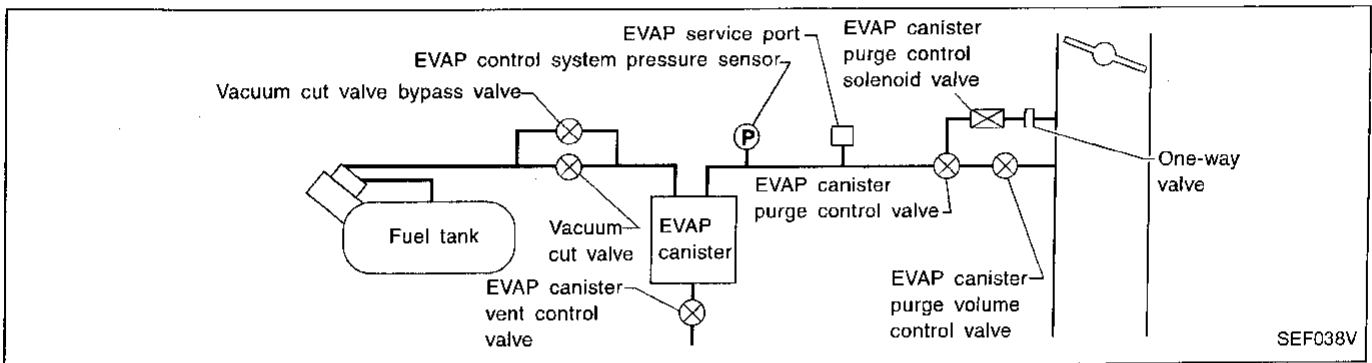 EVAP service port
EVAP control system pressure sensor
Vacuum cut valve bypass valve
EVAP canister
purge control
solenoid valve
P
One-way
valve
EVAP canister
purge control valve
Fuel tank
Vacuum
cut valve
EVAP
canister
EVAP canister
vent control
valve
EVAP canister
purge volume
control valve
SEF038V